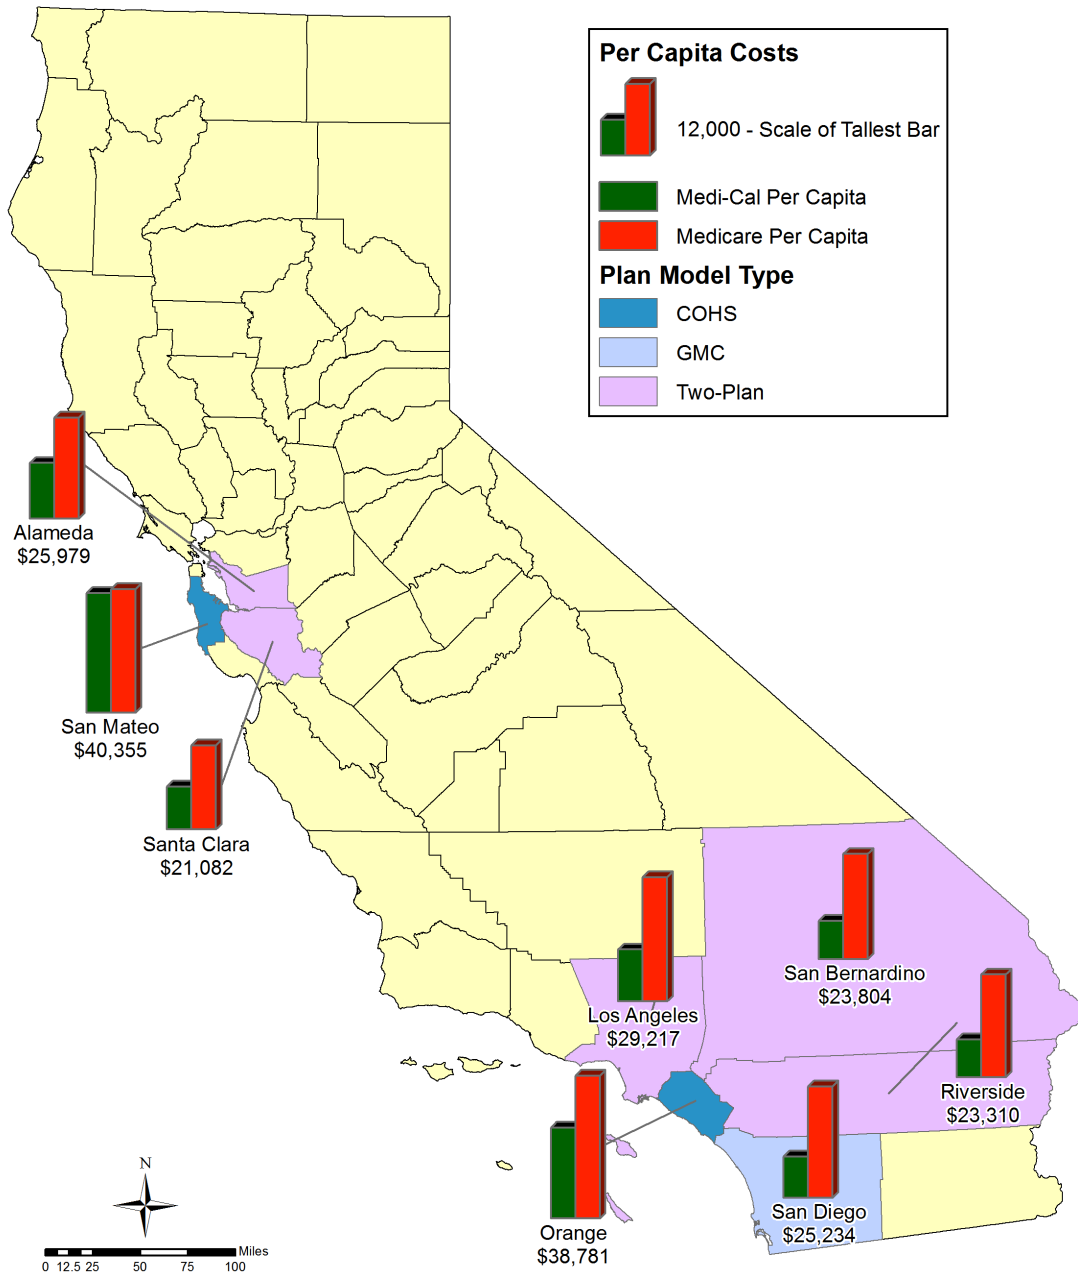 Per Capita Costs
12,000 - Scale of Tallest Bar
Medi-Cal Per Capita
Medicare Per Capita
Plan Model Type
COHS
GMC
Two-Plan
Alameda
$25,979
San Mateo
$40,355
Santa Clara
$21,082
Los Angeles
$29,217
San Bernardino
$23,804
Riverside
$23,310
Orange
$38,781
San Diego
$25,234
N
Miles
0 12.5 25 50 75 100